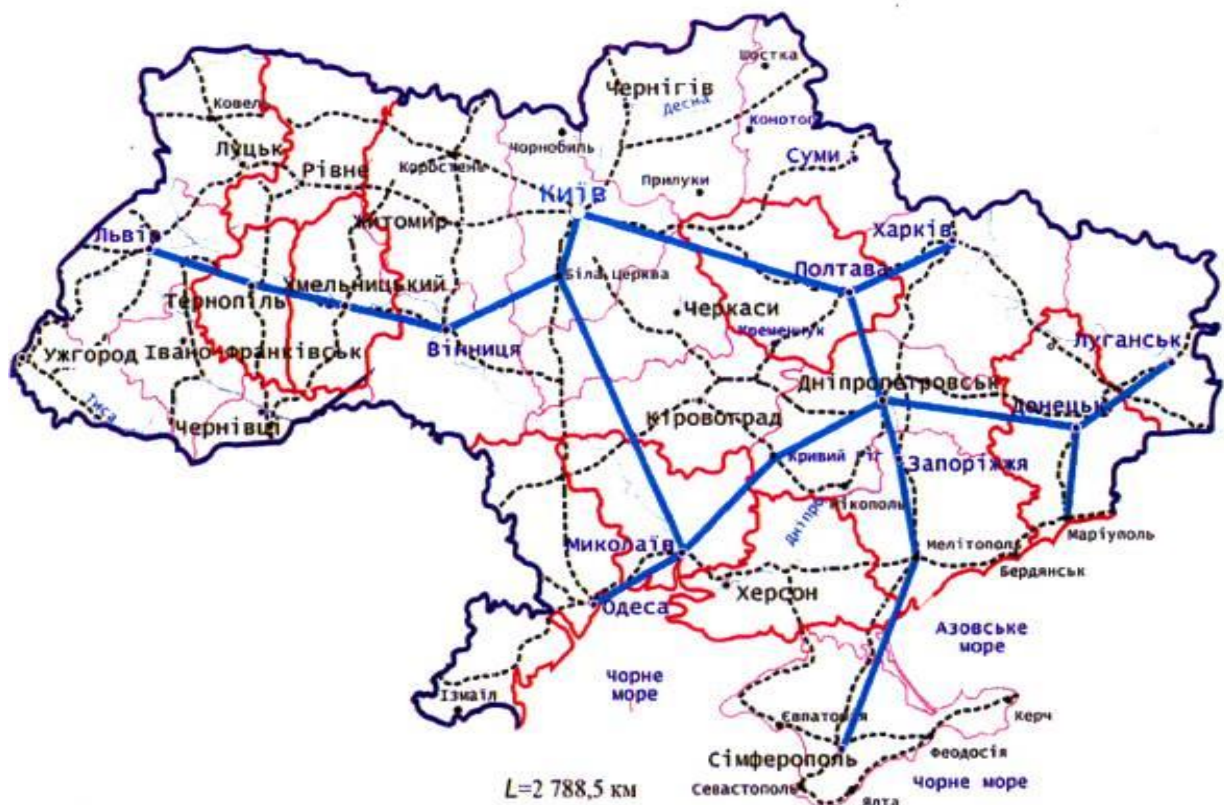 Шостка
Чернігів
Десна
Ковель
конотоп
Чорнобиль
Суми
Луцьк
Рівне
Коростень
Прилуки
Київ
Житомир
Львів
Харків
Біла Церква
Полтава
Хмельницький
Тернопіль
Черкаси
Кременчук
Вінниця
Луганськ
Ужгород
Івано-Франківськ
Дніпропетровськ
Тиса
Чернівці
Кіровоград
Донецьк
Кривий Ріг
Запоріжжя
Нікополь
Дніпро
Маріуполь
Миколаїв
Мелітополь
Бердянськ
Херсон
Одеса
Азовське
море
Чорне
море
Ізмаїл
Євпаторія
Керч
Сімферополь
Феодосія
L=2 788,5 км
Севастополь
Чорне море
Ялта